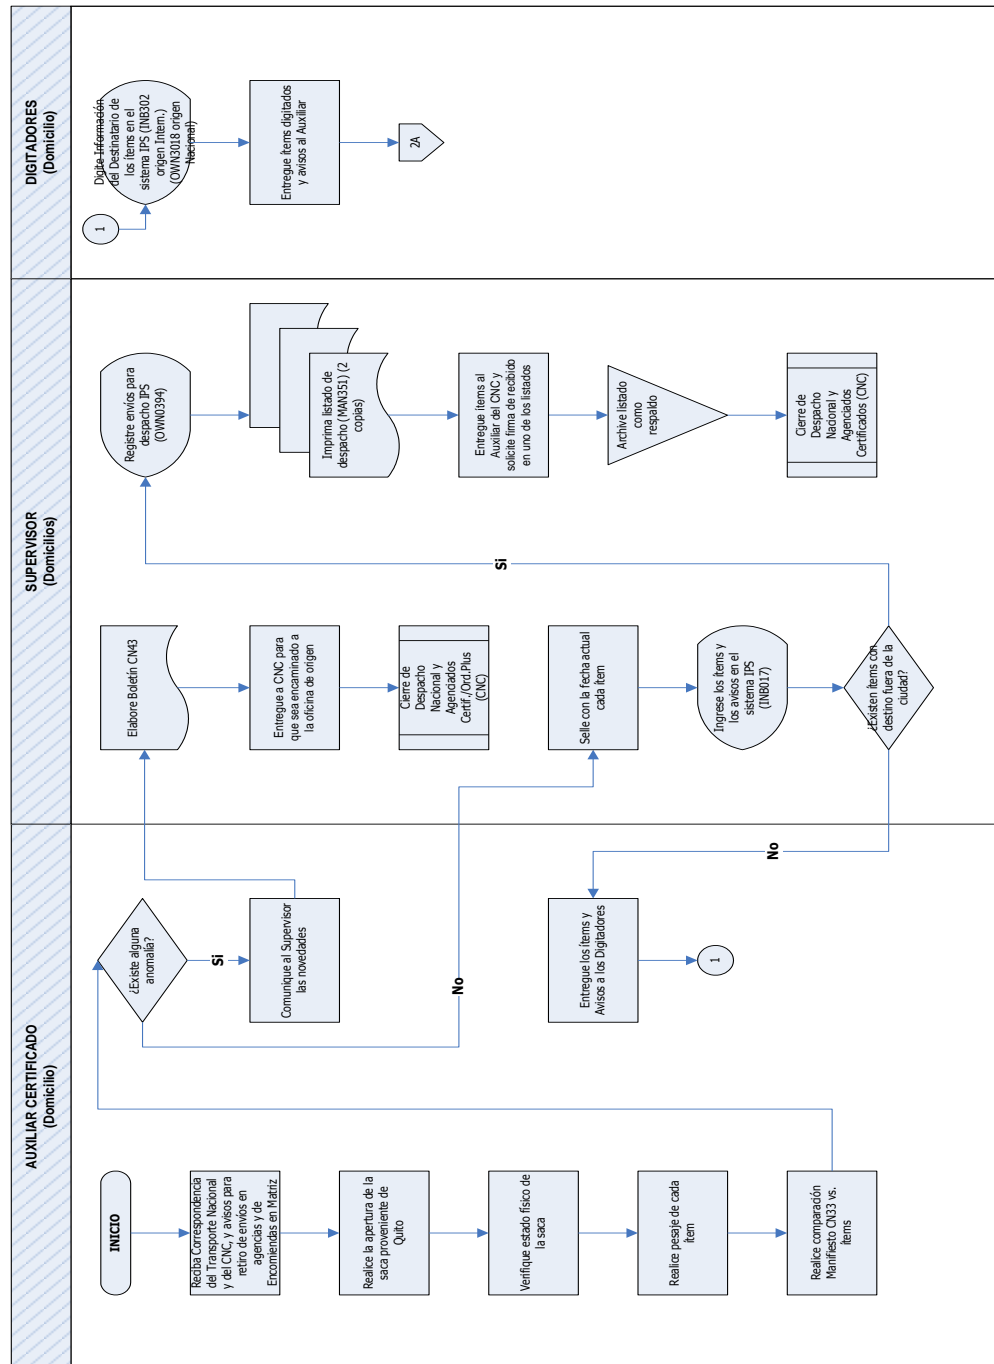 AUXILIAR CERTIFICADO
(Domicilio)
INICIO
Reciba Correspondencia
del Transporte Nacional
y del CNC, y avisos para
retiro de envíos en
agencias y de
Encomiendas en Matriz
Realice la apertura de la
saca proveniente de
Quito
Verifique estado físico de
la saca
Realice pesaje de cada
ítem
Realice comparación
Manifiesto CN33 vs.
ítems
¿Existe alguna
anomalía?
Si
Comunique al Supervisor
las novedades
No
Entregue los ítems y
Avisos a los Digitadores
1
No
SUPERVISOR
(Domicilios)
Elabore Boletín CN43
Entregue a CNC para
que sea encaminado a
la oficina de origen
Cierre de
Despacho
Nacional y
Agenciados
Certif./Ord.Plus
(CNC)
Selle con la fecha actual
cada ítem
Ingrese los ítems y
los avisos en el
sistema IPS
(INB017)
¿Existen ítems con
destino fuera de la
ciudad?
Si
Registre envíos para
despacho IPS
(OWN0394)
Imprima listado de
despacho (MAN351) (2
copias)
Entregue ítems al
Auxiliar del CNC y
solicite firma de recibido
en uno de los listados
Archive listado
como
respaldo
Cierre de
Despacho
Nacional y
Agenciados
Certificados (CNC)
DIGITADORES
(Domicilio)
1
Digite Información
del Destinatario de
los ítems en el
sistema IPS (INB302
origen Intern.)
(OWN3018 origen
Nacional)
Entregue ítems digitados
y avisos al Auxiliar
2A